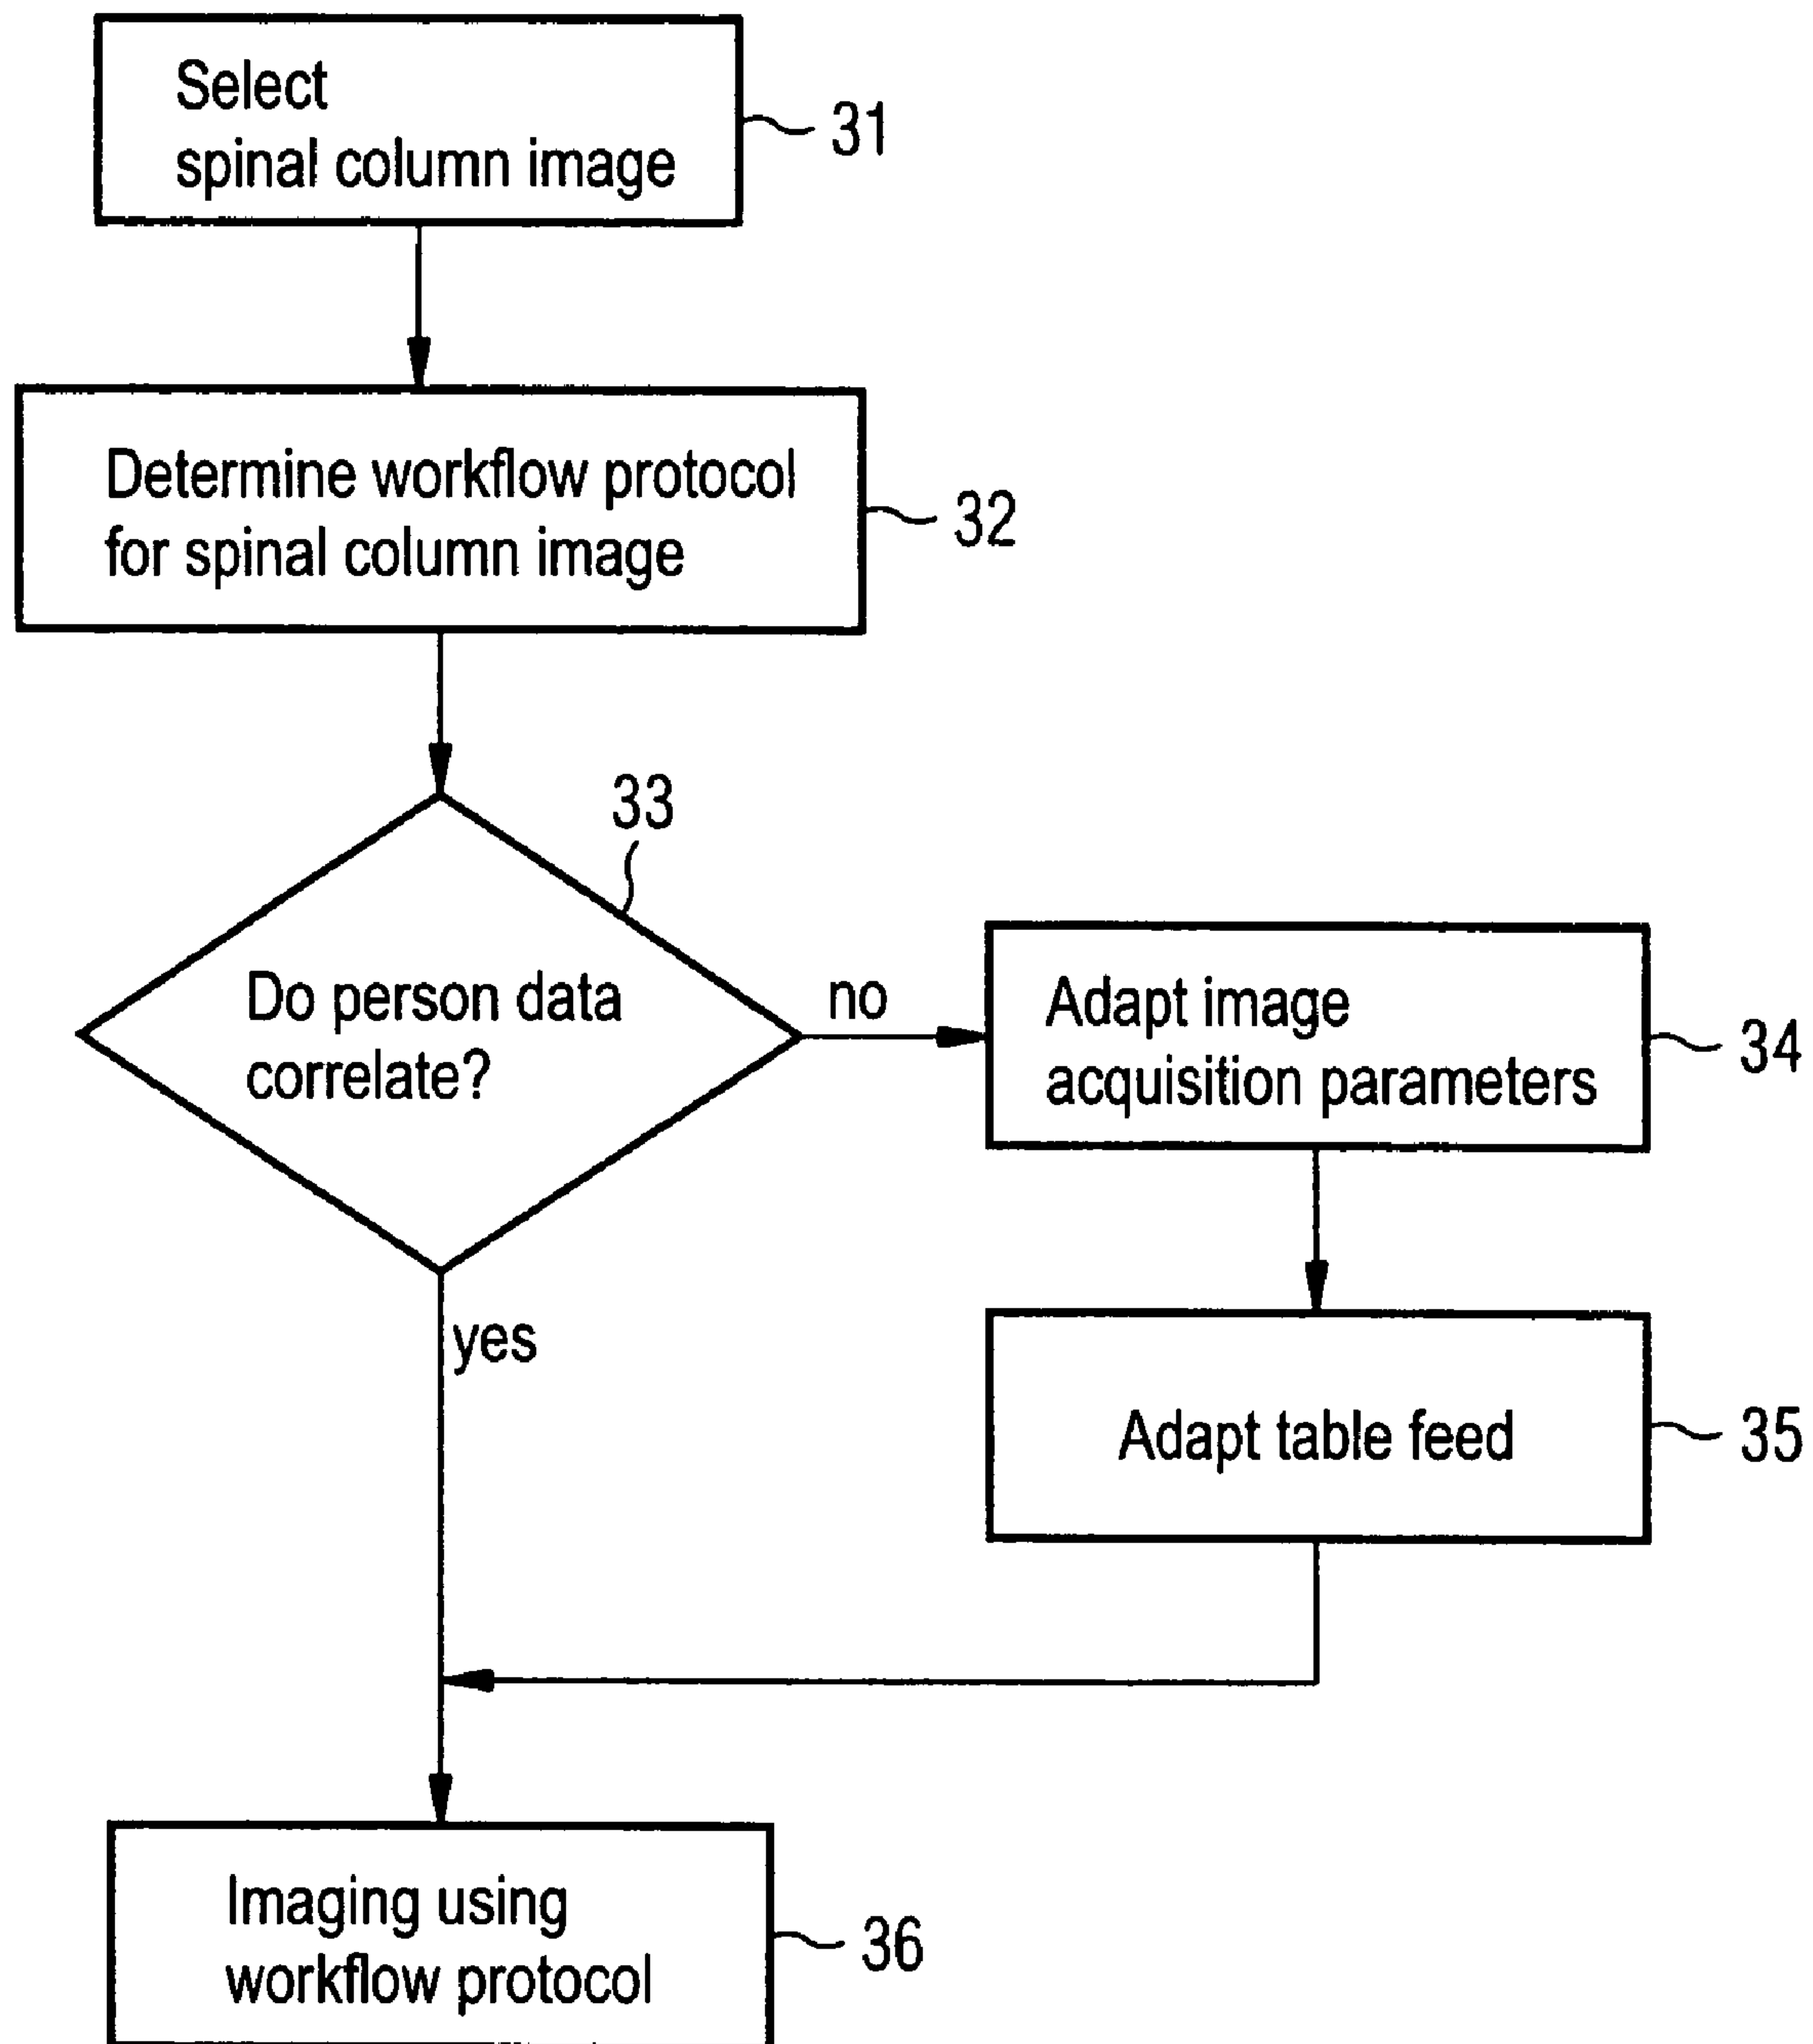 Select
spinal column image
31
Determine workflow protocol
for spinal column image
32
33
Do person data
correlate?
no
Adapt image
acquisition parameters
34
yes
Adapt table feed
35
Imaging using
workflow protocol
36